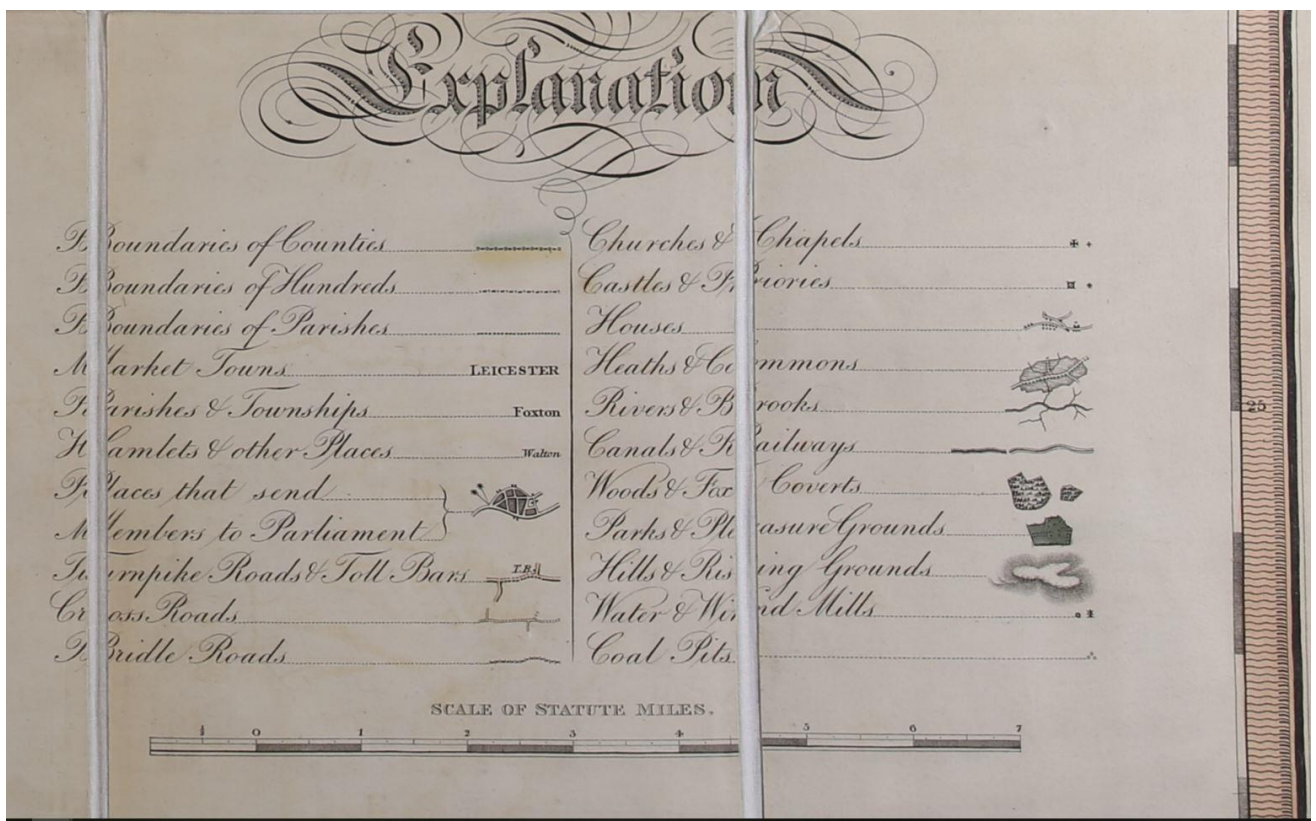 Explanation
Boundaries of Counties
Boundaries of Hundreds
Boundaries of Parishes
Market Towns LEICESTER
Parishes & Townships Foxton
Hamlets & other Places Walton
Places that send
Members to Parliament
Turnpike Roads & Toll Bars T.B.
Cross Roads
Bridle Roads
Churches & Chapels
Castles & Priories
Houses
Heaths & Commons
Rivers & Brooks
Canals & Railways
Woods & Fox Coverts
Parks & Pleasure Grounds
Hills & Rising Grounds
Water & Wind Mills
Coal Pits
25
SCALE OF STATUTE MILES.
1 0 1 2 3 4 5 6 7